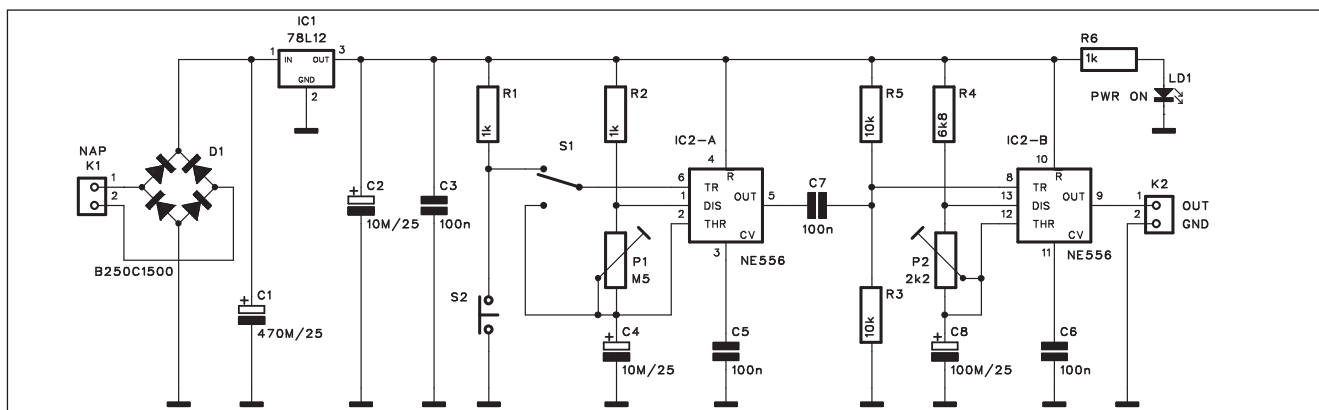 IC1
78L12
1
IN
OUT
3
GND
2
NAP
K1
1
2
D1
B250C1500
+
C1
470M/25
+
C2
10M/25
C3
100n
R1
1k
S1
S2
R2
1k
P1
M5
+
C4
10M/25
IC2-A
4
R
6
TR
1
DIS
2
THR
OUT
5
CV
3
NE556
C5
100n
C7
100n
R5
10k
R3
10k
R4
6k8
P2
2k2
+
C8
100M/25
IC2-B
10
R
8
TR
13
DIS
12
THR
OUT
9
CV
11
NE556
C6
100n
R6
1k
LD1
PWR ON
K2
1
OUT
2
GND